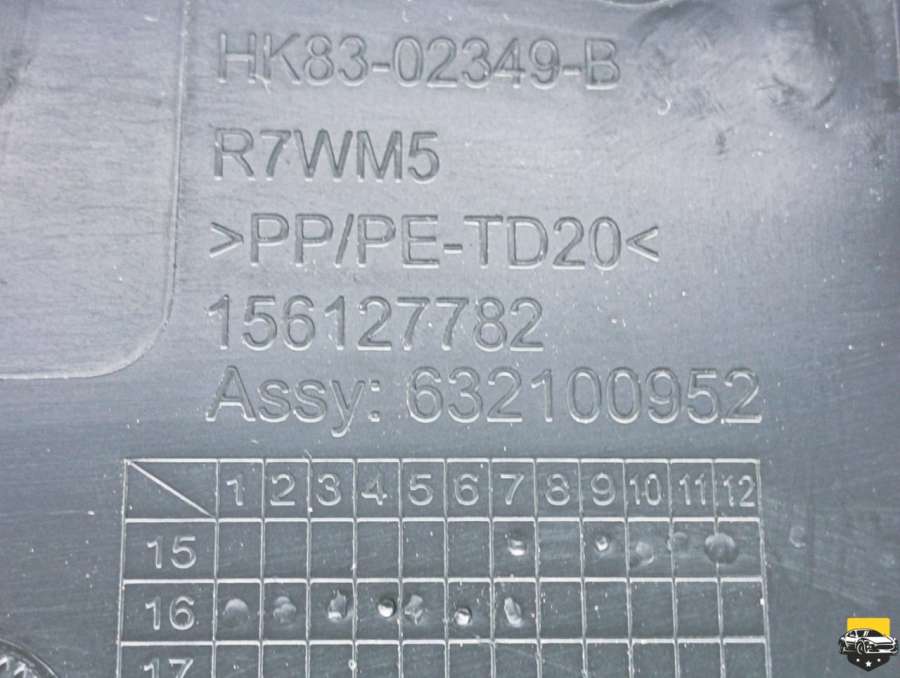 HK83-02349-B
R7WM5
>PP/PE-TD20<
156127782
Assy: 632100952
1 2 3 4 5 6 7 8 9 10 11 12
15
16
17